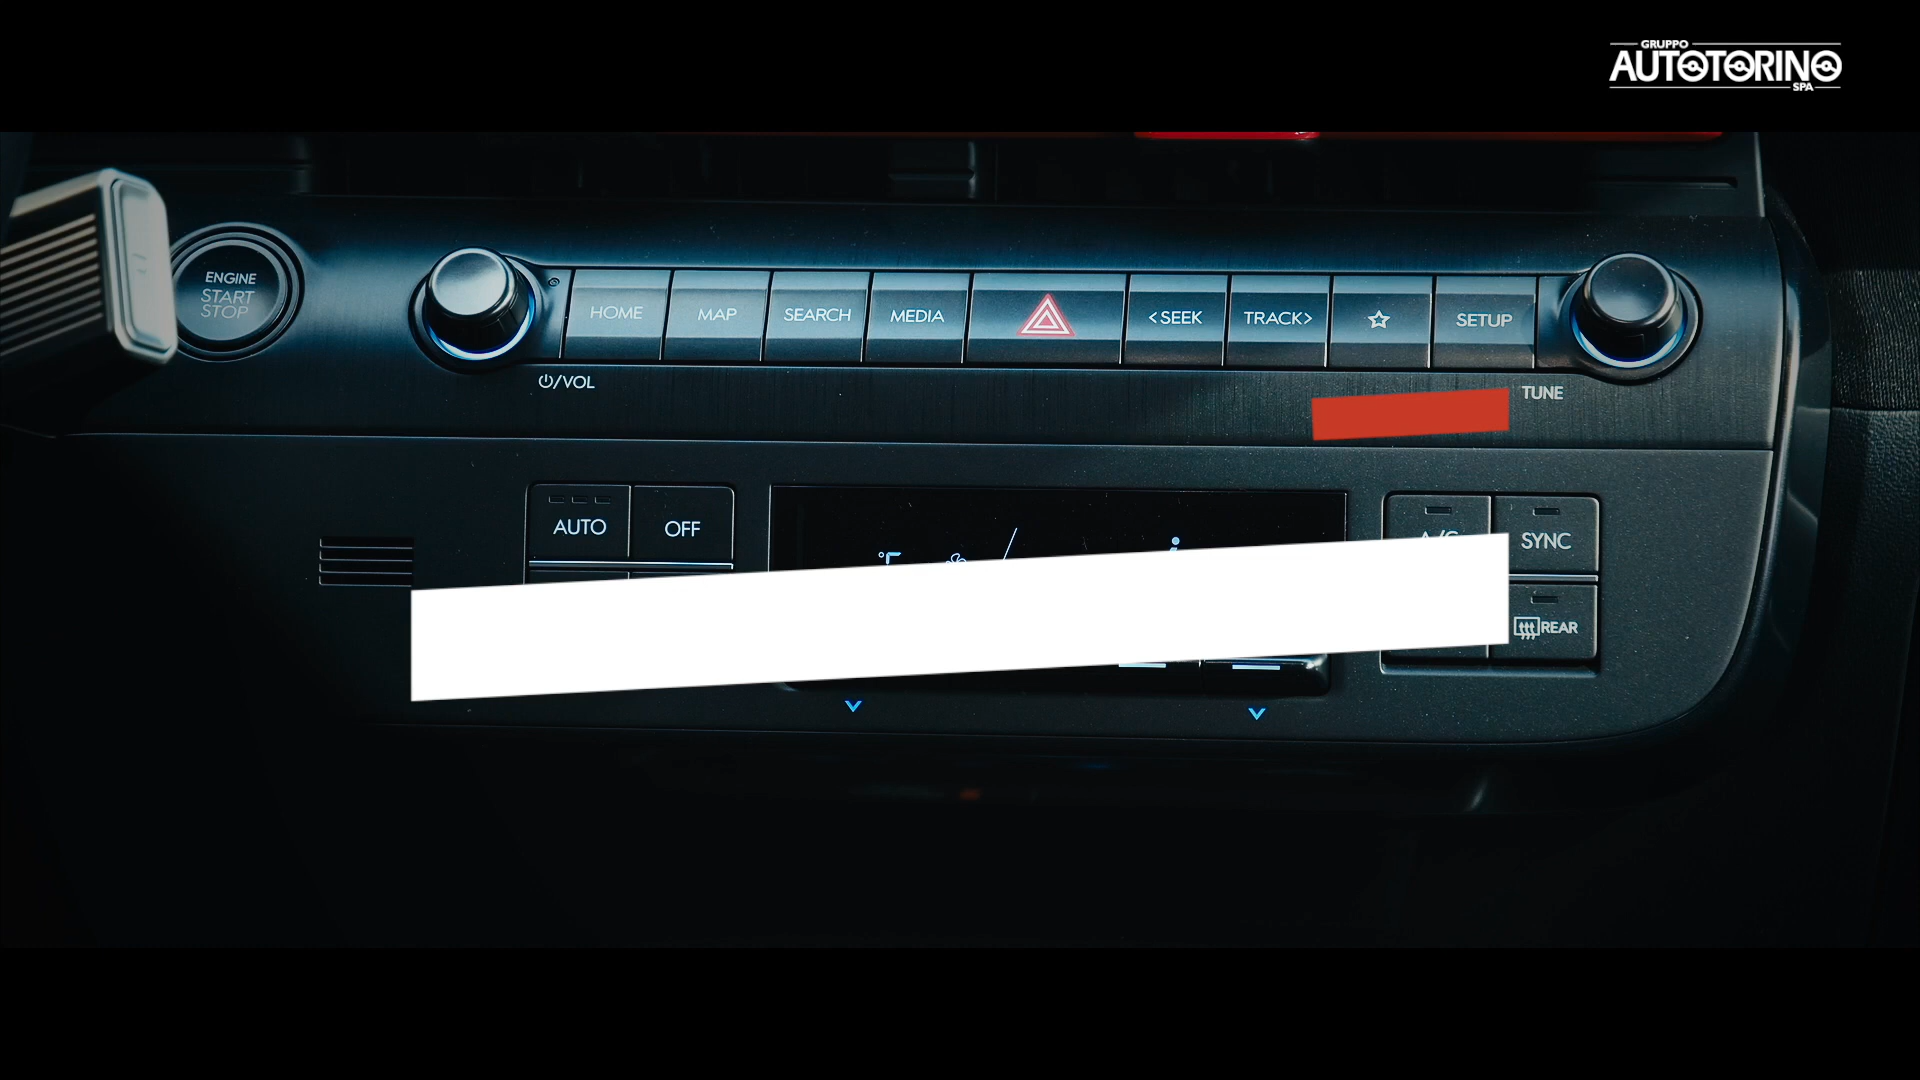 GRUPPO
AUTOTORINO
SPA
ENGINE
START
STOP
HOME
MAP
SEARCH
MEDIA
<SEEK
TRACK>
SETUP
/VOL
TUNE
AUTO
OFF
SYNC
REAR